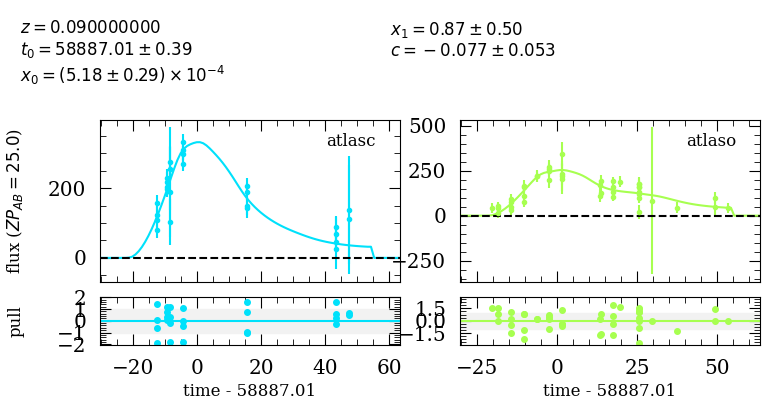 z = 0.090000000
t₀ = 58887.01 ± 0.39
x₀ = (5.18 ± 0.29) × 10⁻⁴
x₁ = 0.87 ± 0.50
c = −0.077 ± 0.053
flux (ZP_AB = 25.0)
200
0
atlasc
500
250
0
−250
atlaso
pull
2
1
0
−1
−2
1.5
0.0
−1.5
−20 0 20 40 60
time - 58887.01
−25 0 25 50
time - 58887.01